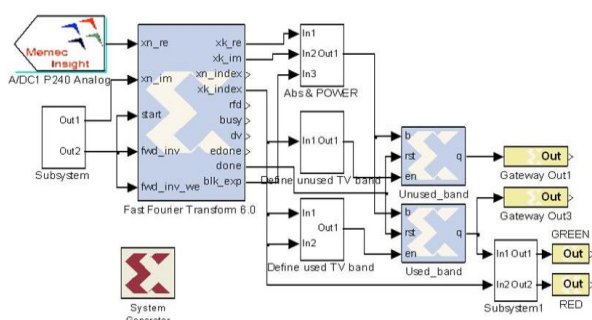 Memec
Insight
A/DC1 P240 Analog
Out1
Out2
Subsystem
xn_re
xn_im
start
fwd_inv
fwd_inv_we
xk_re
xk_im
xn_index
xk_index
rfd
busy
dv
edone
done
blk_exp
Fast Fourier Transform 6.0
In1
In2 Out1
In3
Abs & POWER
In1 Out1
Define unused TV band
In1
Out1
In2
Define used TV band
b
rst q
en
Unused_band
b
rst q
en
Used_band
Out
Gateway Out1
Out
Gateway Out3
GREEN
In1 Out1
Out
In2 Out2
Out
Subsystem1
RED
System
Generator